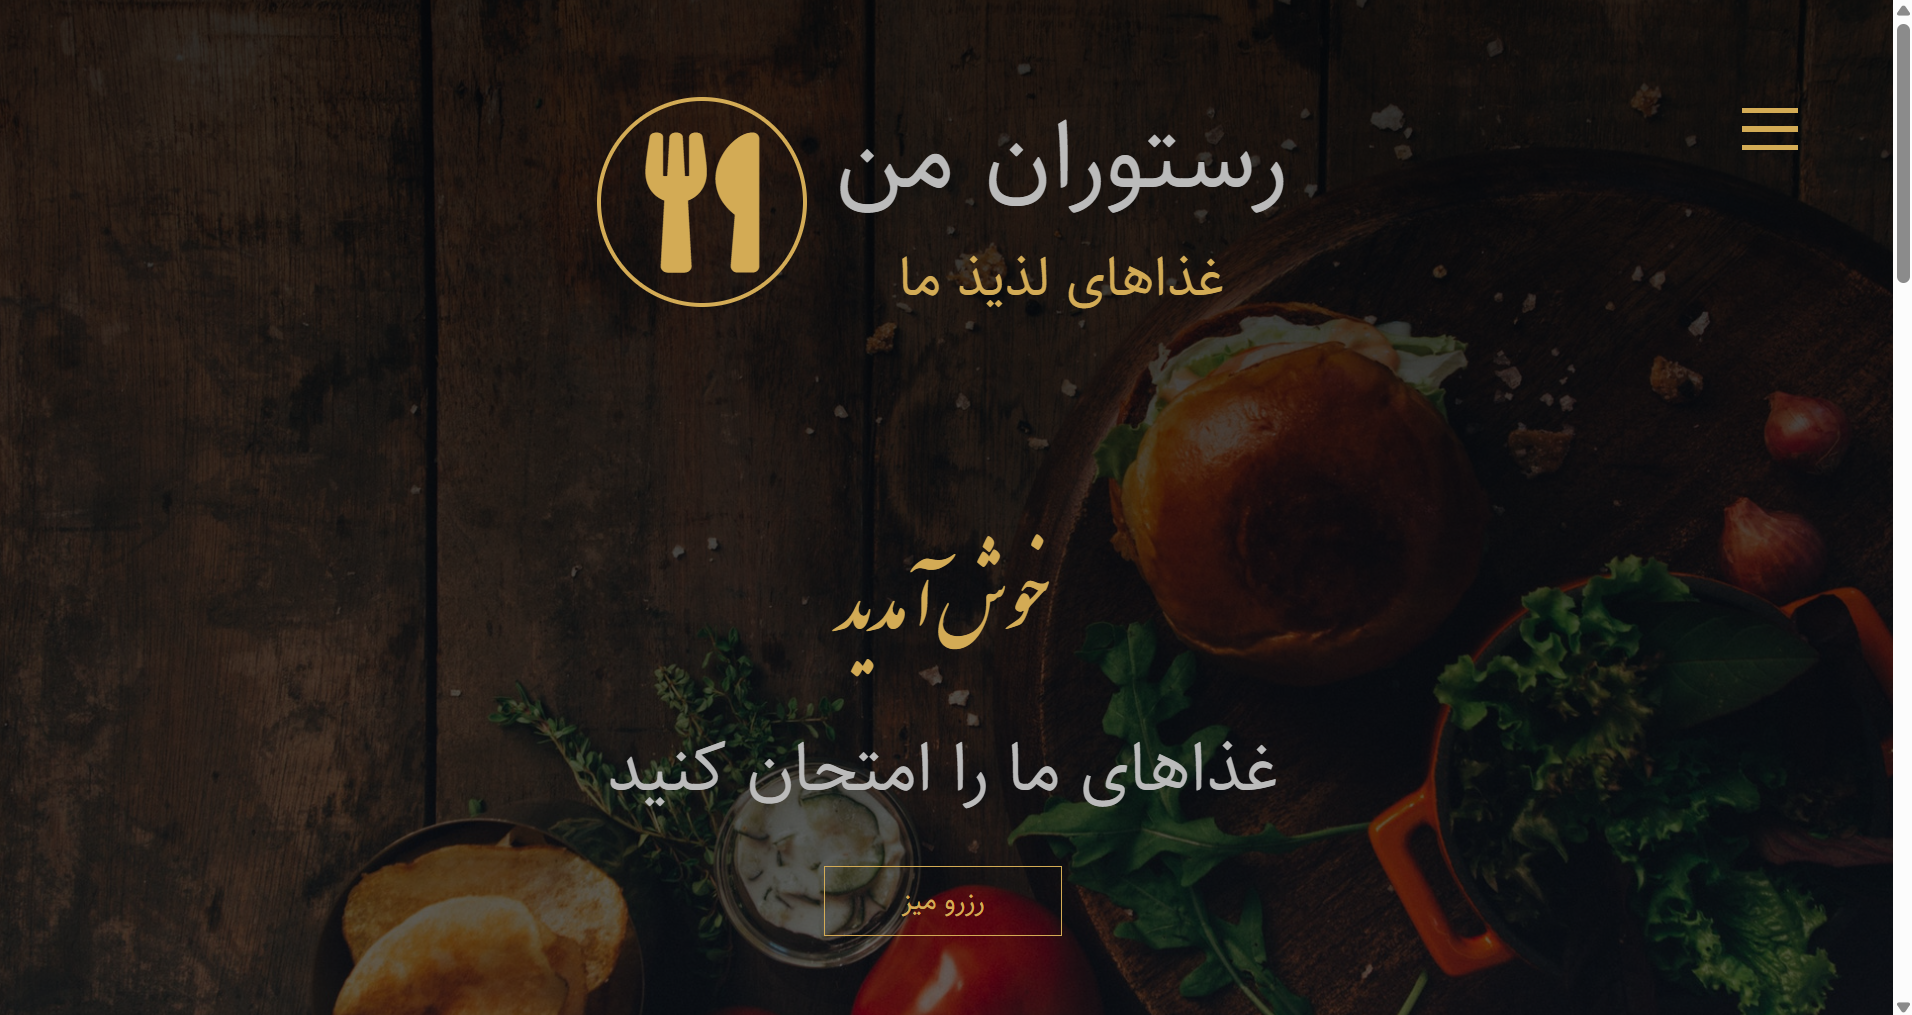 رستوران من
غذاهای لذیذ ما
خوش آمدید
غذاهای ما را امتحان کنید
رزرو میز